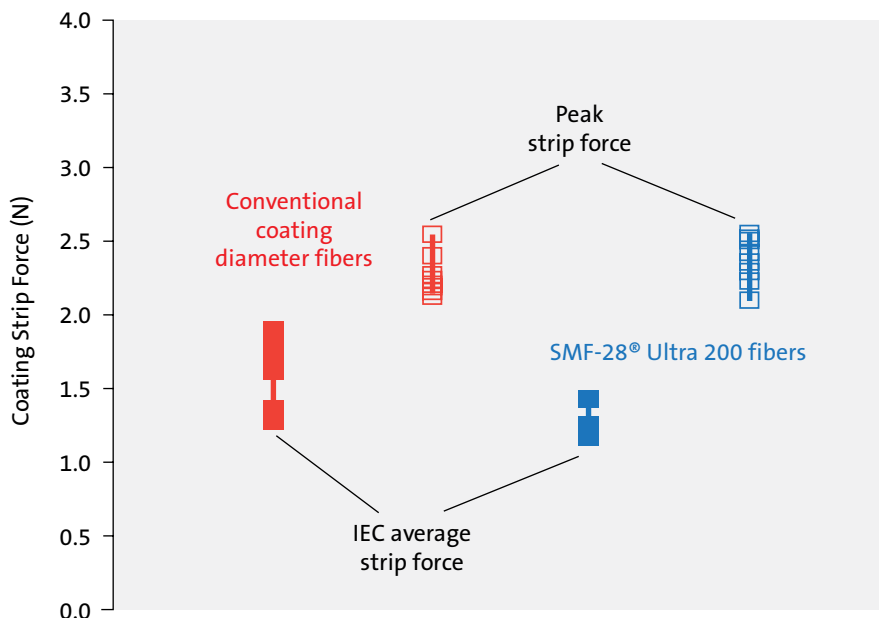 4.0
3.5
3.0
2.5
2.0
1.5
1.0
0.5
0.0
Coating Strip Force (N)
Peak
strip force
Conventional
coating
diameter fibers
SMF-28® Ultra 200 fibers
IEC average
strip force